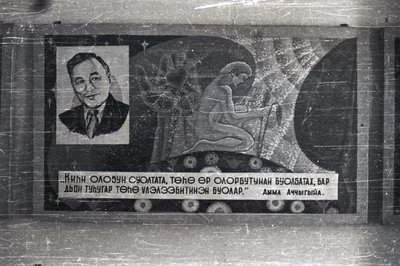 „Киһи олоҕун суолтата, төһө өр олорбутунан буолбатах, бар
дьон туһугар төһө үлэлээбитинэн буолар." Амма Аччыгыйа.